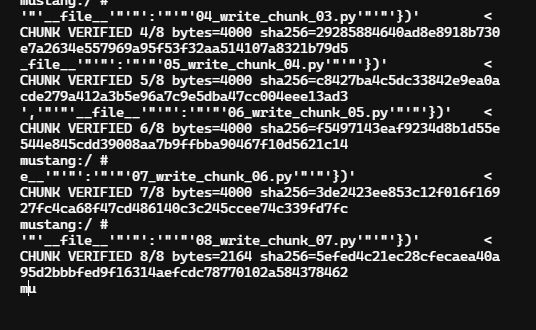 mustang:/ #
'"'__file__'"'"':'"'"'04_write_chunk_03.py'"'"'})' <
CHUNK VERIFIED 4/8 bytes=4000 sha256=29285884640ad8e8918b730
e7a2634e557969a95f53f32aa514107a8321b79d5
_file__'"'"':'"'"'05_write_chunk_04.py'"'"'})' <
CHUNK VERIFIED 5/8 bytes=4000 sha256=c8427ba4c5dc33842e9ea0a
cde279a412a3b5e96a7c9e5dba47cc004eee13ad3
','"'"'__file__'"'"':'"'"'06_write_chunk_05.py'"'"'})' <
CHUNK VERIFIED 6/8 bytes=4000 sha256=f5497143eaf9234d8b1d55e
544e845cdd39008aa7b9ffbba90467f10d5621c14
mustang:/ #
e__'"'"':'"'"'07_write_chunk_06.py'"'"'})' <
CHUNK VERIFIED 7/8 bytes=4000 sha256=3de2423ee853c12f016f169
27fc4ca68f47cd486140c3c245ccee74c339fd7fc
mustang:/ #
'"'__file__'"'"':'"'"'08_write_chunk_07.py'"'"'})' <
CHUNK VERIFIED 8/8 bytes=2164 sha256=5efed4c21ec28cfecaea40a
95d2bbbfed9f16314aefcdc78770102a584378462
mu